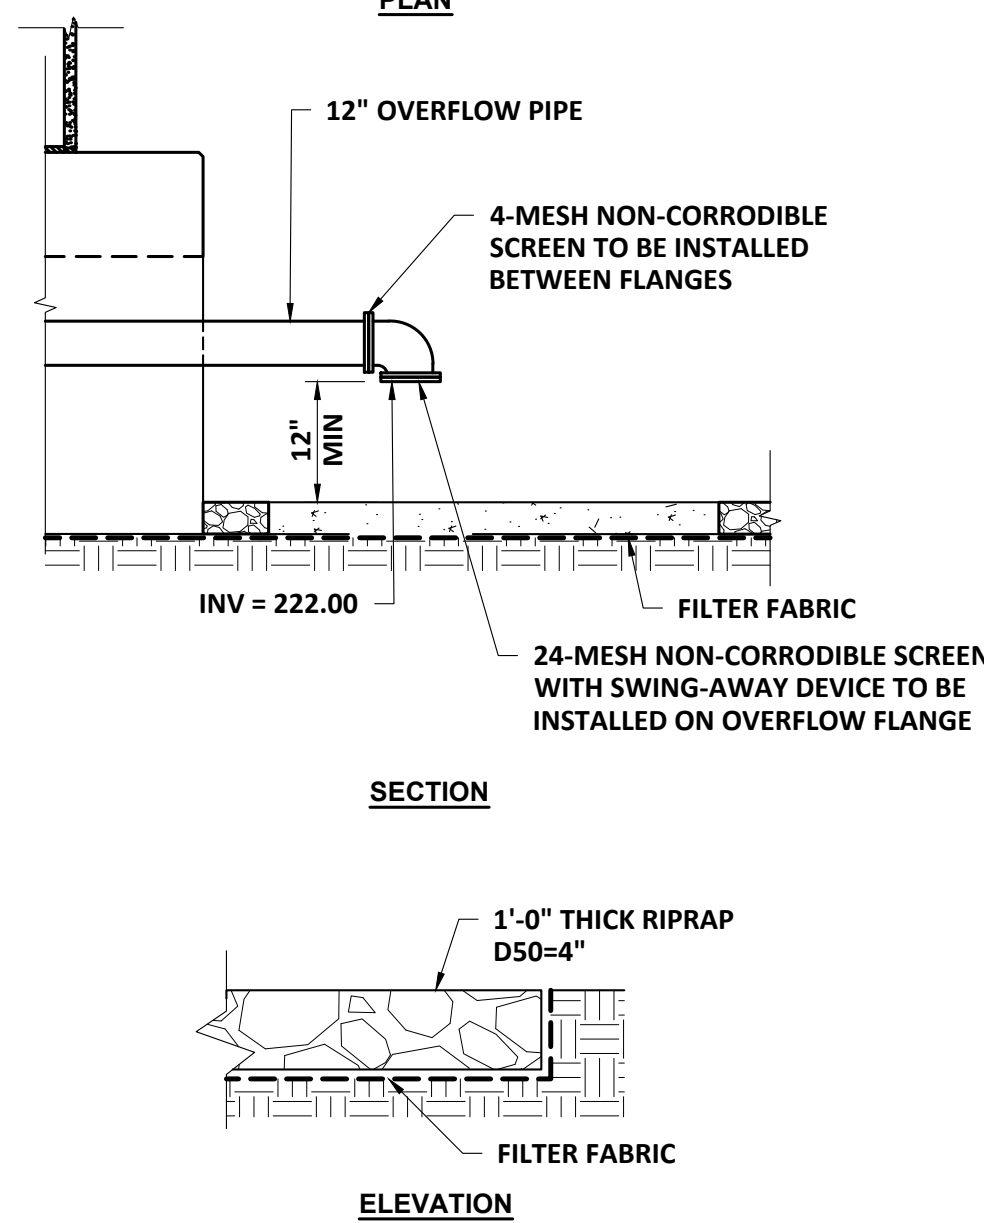 PLAN
12" OVERFLOW PIPE
4-MESH NON-CORRODIBLE
SCREEN TO BE INSTALLED
BETWEEN FLANGES
12"
MIN
INV = 222.00
FILTER FABRIC
24-MESH NON-CORRODIBLE SCREEN
WITH SWING-AWAY DEVICE TO BE
INSTALLED ON OVERFLOW FLANGE
SECTION
1'-0" THICK RIPRAP
D50=4"
FILTER FABRIC
ELEVATION